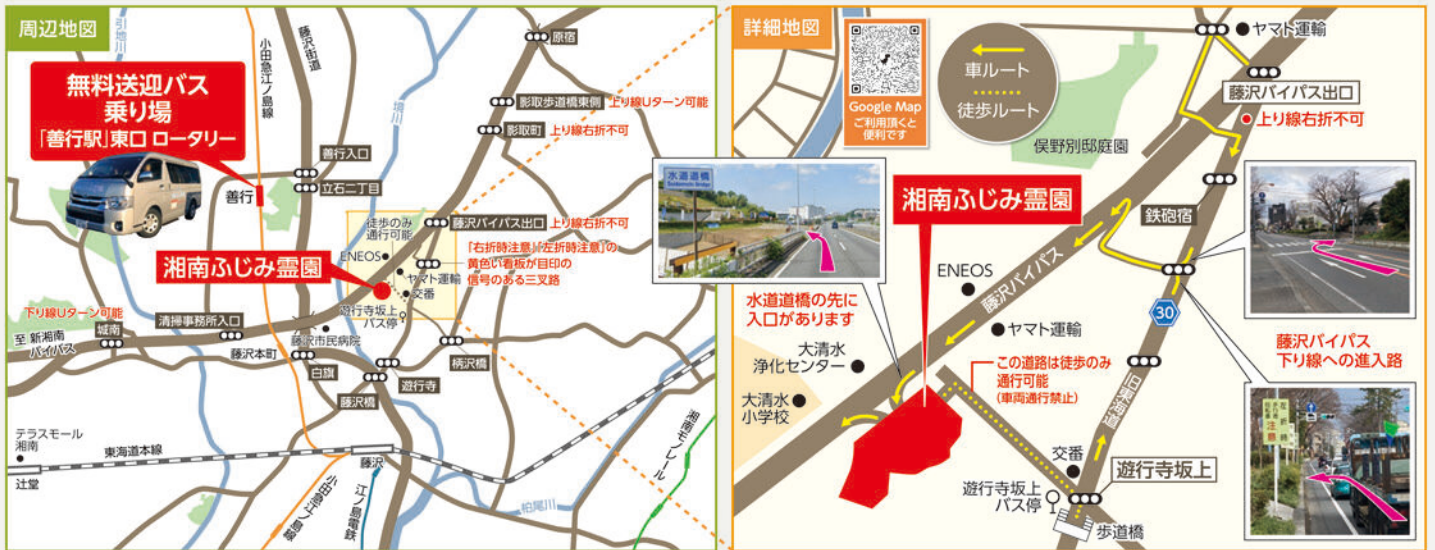 周辺地図
引地川
小田急江ノ島線
藤沢街道
境川
原宿
影取歩道橋東側
上り線Uターン可能
影取町
上り線右折不可
無料送迎バス
乗り場
「善行駅」東口 ロータリー
善行入口
立石二丁目
善行
徒歩のみ
通行可能
藤沢バイパス出口
上り線右折不可
「右折時注意」「左折時注意」の
黄色い看板が目印の
信号のある三叉路
ENEOS
ヤマト運輸
交番
遊行寺坂上
バス停
湘南ふじみ霊園
下り線Uターン可能
城南
清掃事務所入口
至 新湘南
バイパス
藤沢本町
藤沢市民病院
白旗
遊行寺
柄沢橋
藤沢橋
テラスモール
湘南
東海道本線
辻堂
藤沢
小田急江ノ島線
江ノ島電鉄
柏尾川
湘南モノレール
詳細地図
Google Map
ご利用頂くと
便利です
車ルート
徒歩ルート
ヤマト運輸
藤沢バイパス出口
上り線右折不可
俣野別邸庭園
水道道橋
湘南ふじみ霊園
鉄砲宿
水道道橋の先に
入口があります
ENEOS
藤沢バイパス
30
ヤマト運輸
藤沢バイパス
下り線への進入路
大清水
浄化センター
この道路は徒歩のみ
通行可能
(車両通行禁止)
大清水
小学校
旧東海道
左折時
注意
交番
遊行寺坂上
遊行寺坂上
バス停
歩道橋